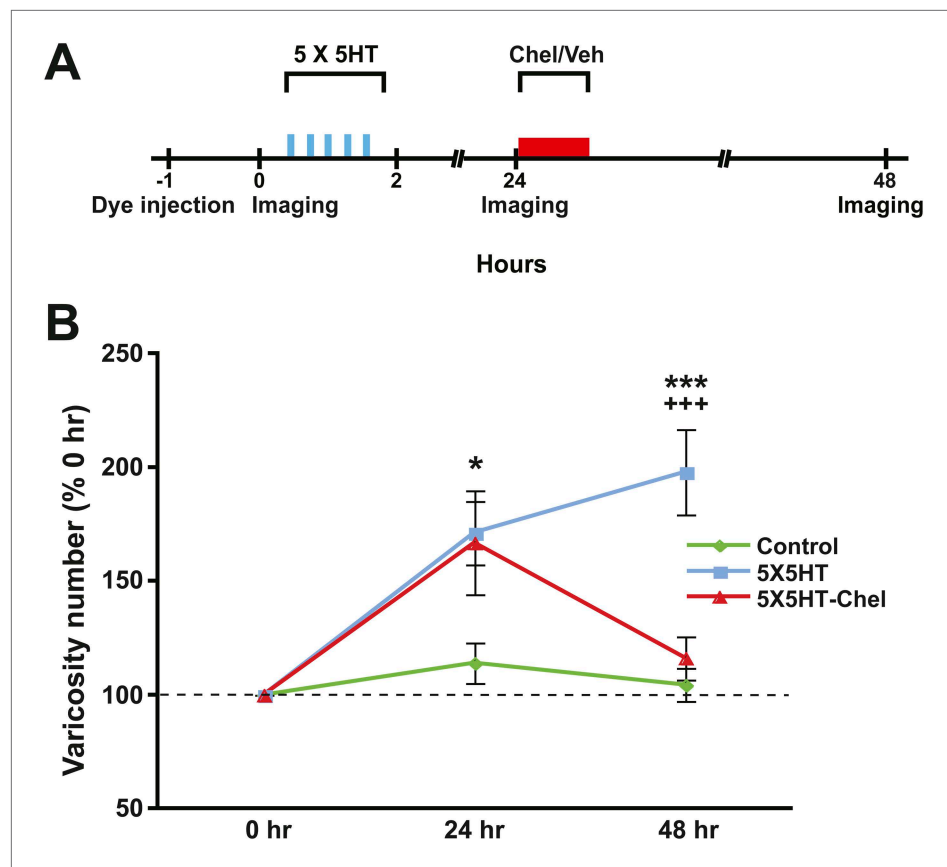 A
5 X 5HT Chel/Veh
-1 0 2 24 48
Dye injection Imaging Imaging Imaging
Hours
B
Varicosity number (% 0 hr)
250
200
150
100
50
***
+++
*
Control
5X5HT
5X5HT-Chel
0 hr 24 hr 48 hr